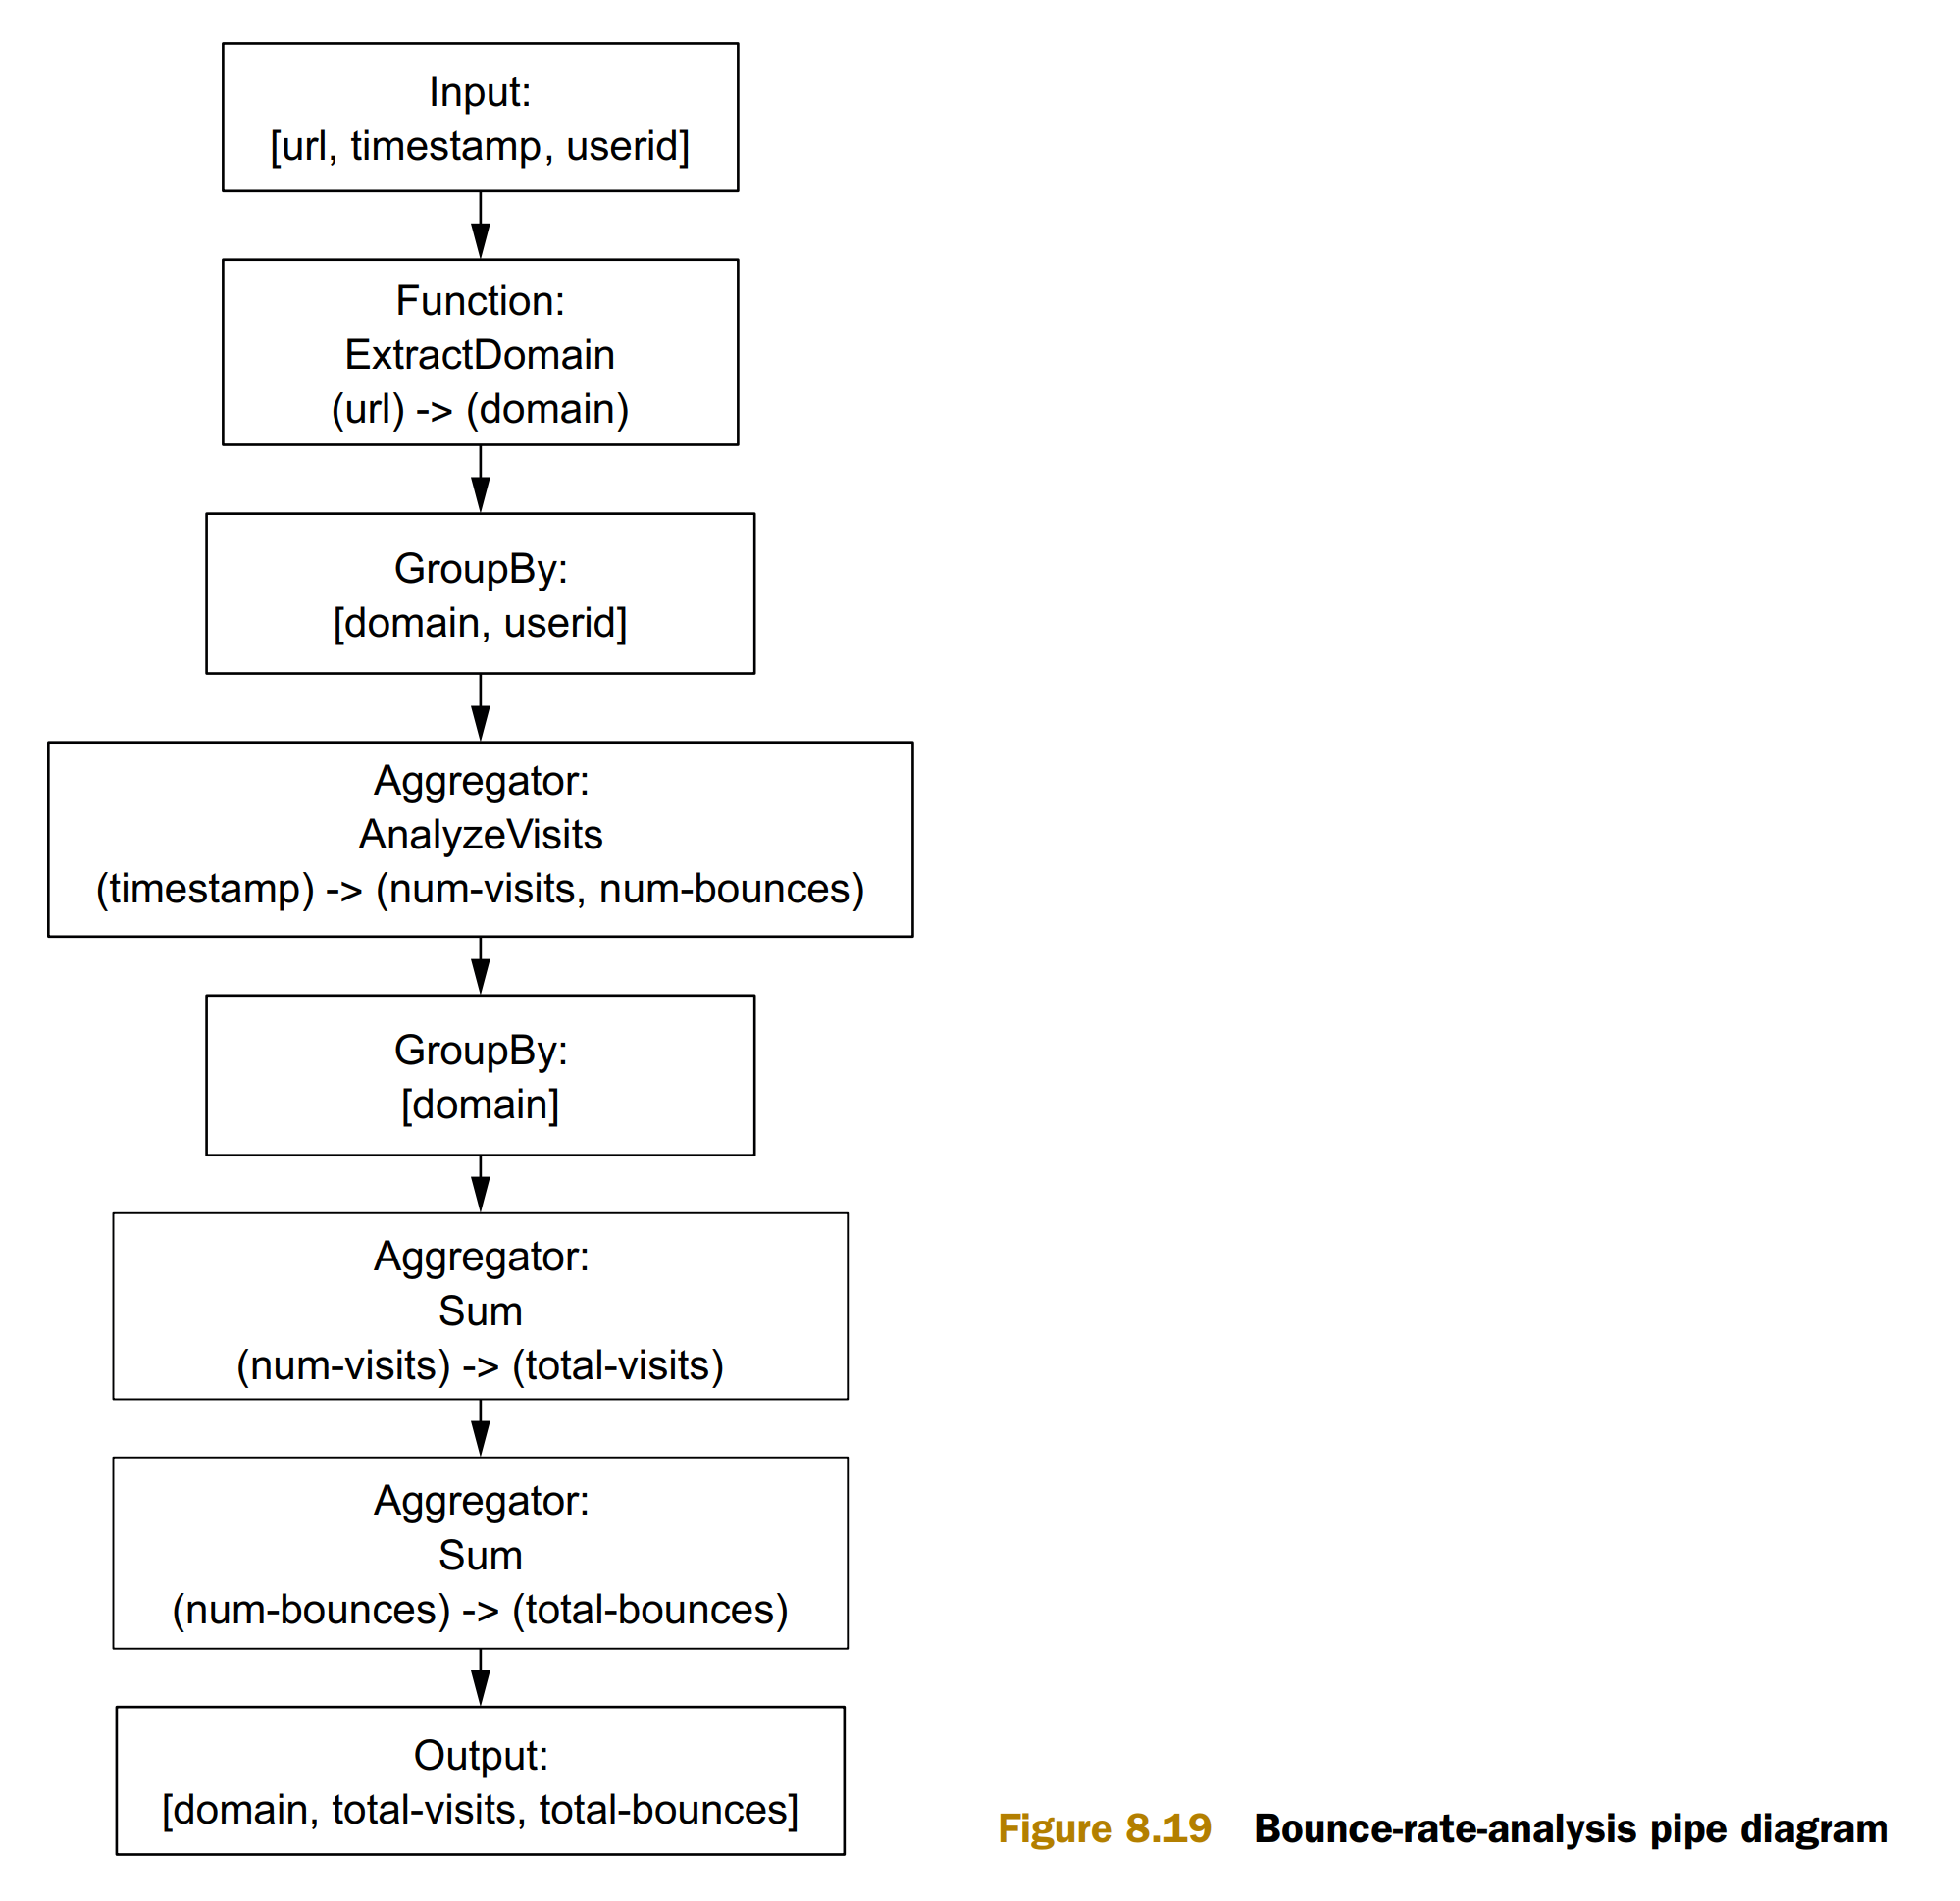 Input:
[url, timestamp, userid]
Function:
ExtractDomain
(url) -> (domain)
GroupBy:
[domain, userid]
Aggregator:
AnalyzeVisits
(timestamp) -> (num-visits, num-bounces)
GroupBy:
[domain]
Aggregator:
Sum
(num-visits) -> (total-visits)
Aggregator:
Sum
(num-bounces) -> (total-bounces)
Output:
[domain, total-visits, total-bounces]
Figure 8.19 Bounce-rate-analysis pipe diagram